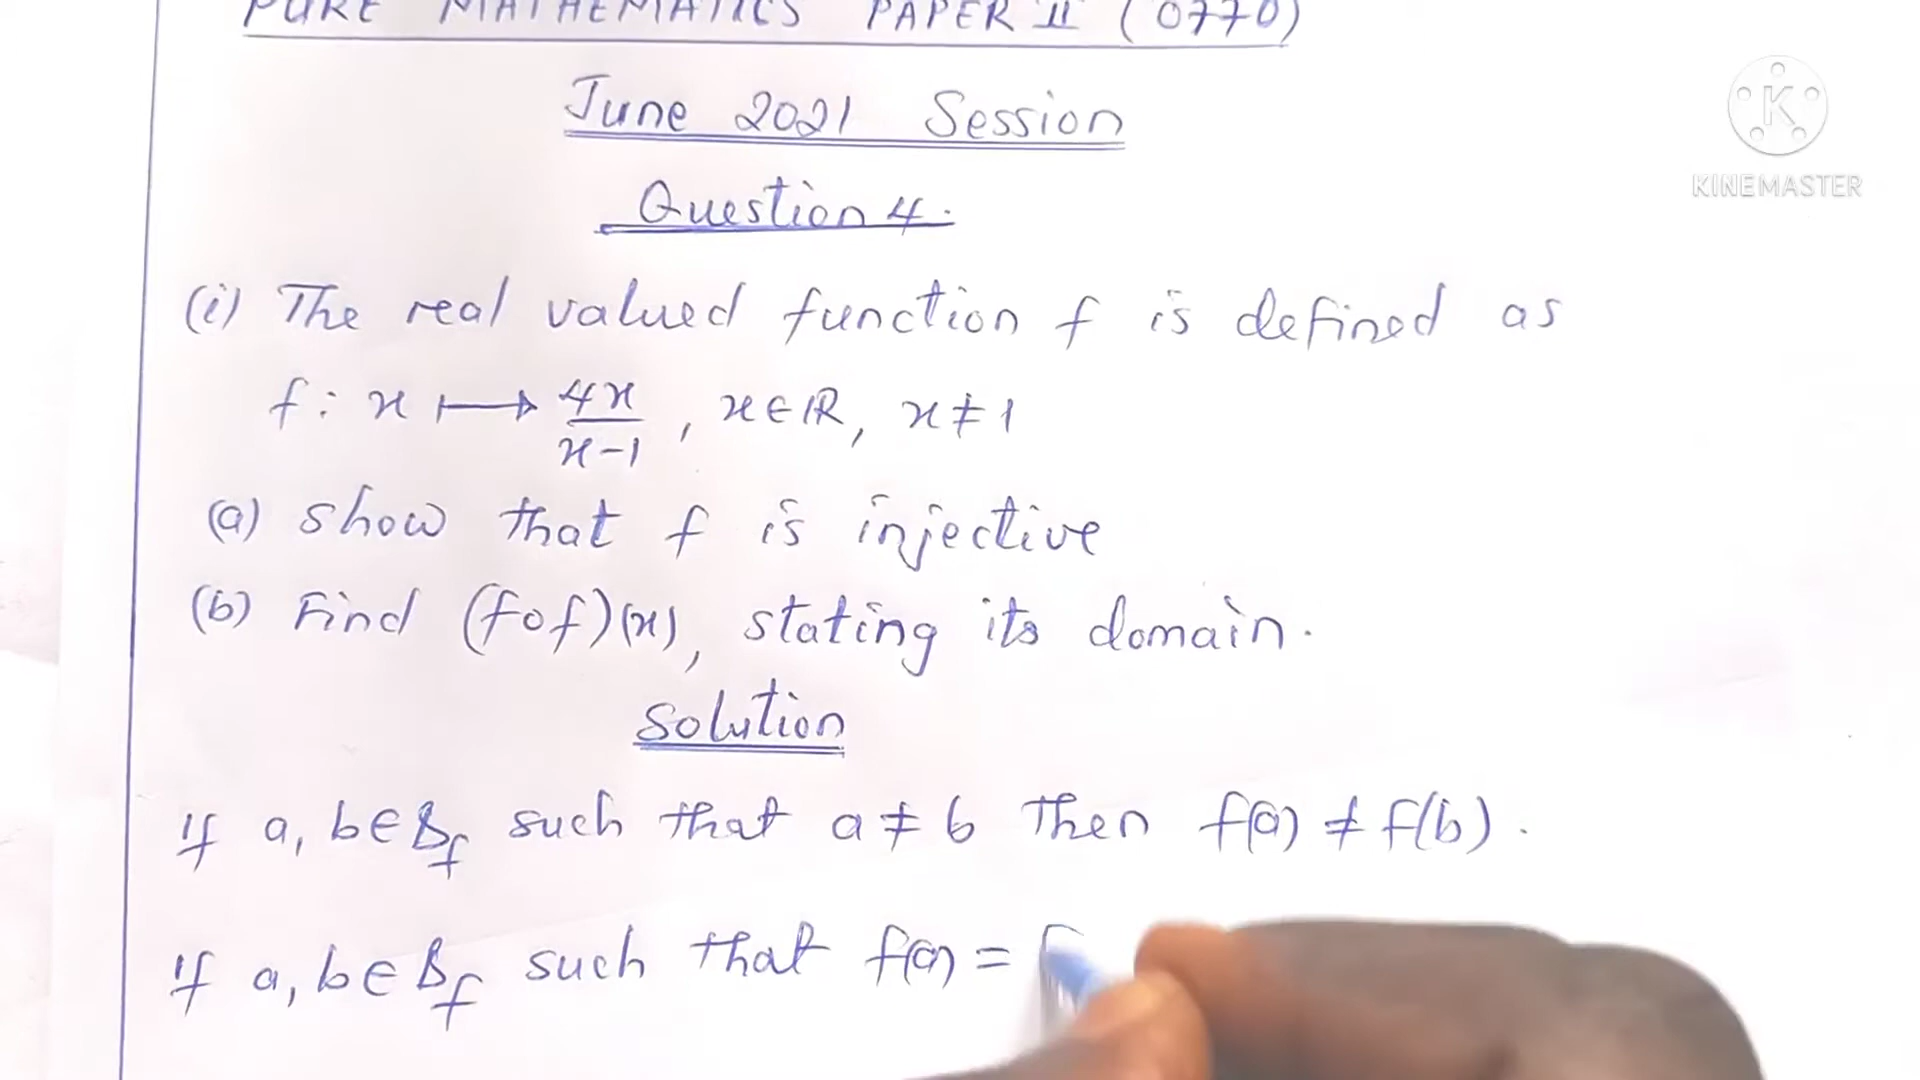 PURE MATHEMATICS PAPER II (0770)
June 2021 Session
Question 4.
(i) The real valued function f is defined as
f : x ⟼ 4x/x-1 , x∈ℝ, x≠1
(a) show that f is injective
(b) Find (fof)(x), stating its domain.
Solution
If a, b∈D_f such that a≠b Then f(a) ≠ f(b).
If a, b∈D_f such that f(a) =
KINEMASTER